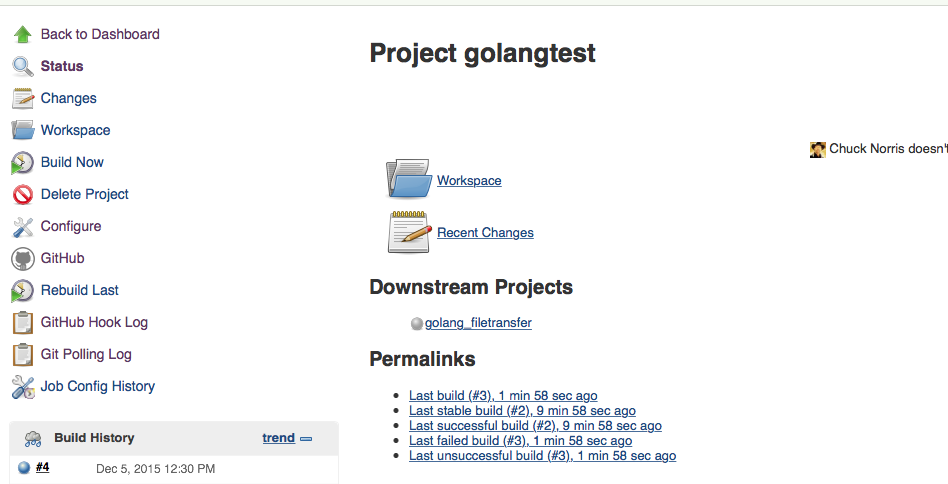 Back to Dashboard
Status
Changes
Workspace
Build Now
Delete Project
Configure
GitHub
Rebuild Last
GitHub Hook Log
Git Polling Log
Job Config History
Build History
trend
#4
Dec 5, 2015 12:30 PM
Project golangtest
Chuck Norris doesn't
Workspace
Recent Changes
Downstream Projects
golang_filetransfer
Permalinks
Last build (#3), 1 min 58 sec ago
Last stable build (#2), 9 min 58 sec ago
Last successful build (#2), 9 min 58 sec ago
Last failed build (#3), 1 min 58 sec ago
Last unsuccessful build (#3), 1 min 58 sec ago